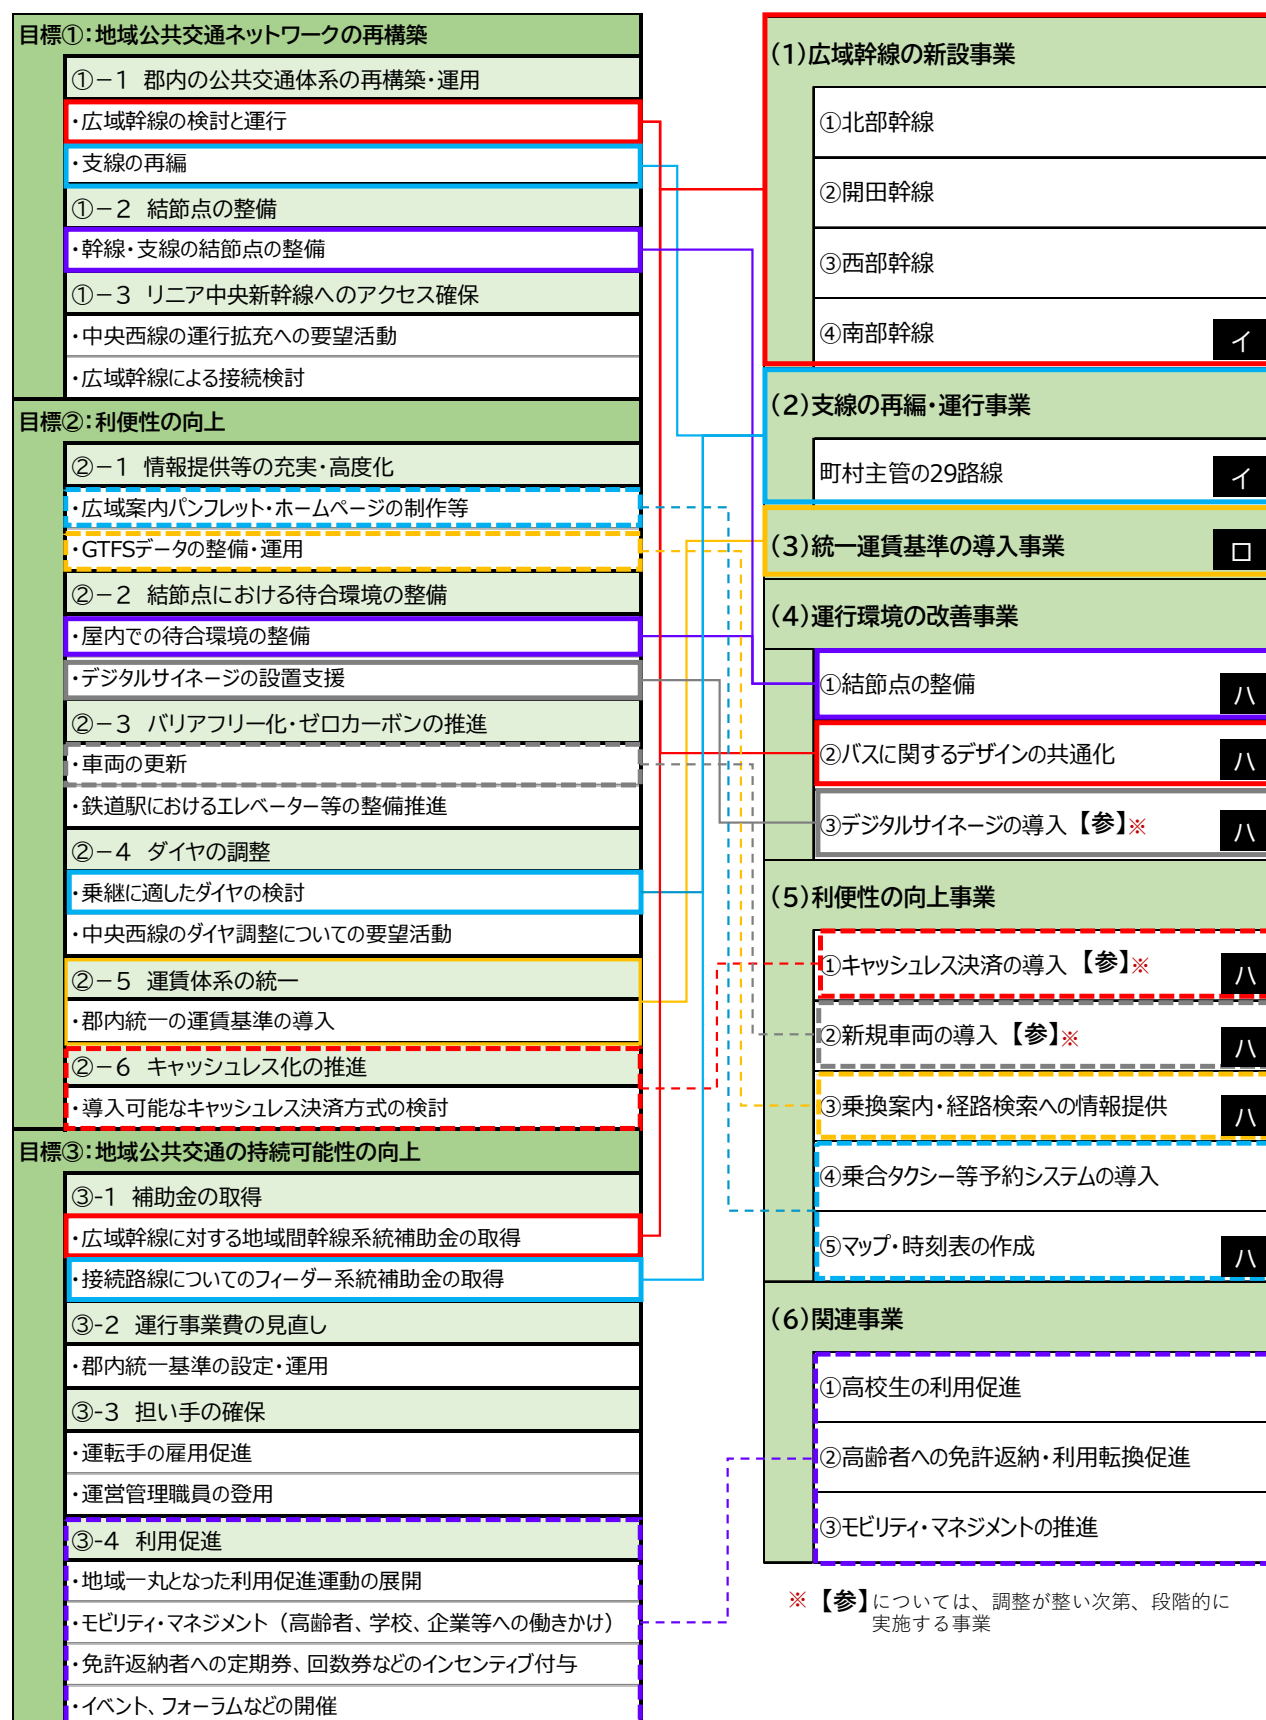 目標①:地域公共交通ネットワークの再構築
①−1 郡内の公共交通体系の再構築・運用
・広域幹線の検討と運行
・支線の再編
①−2 結節点の整備
・幹線・支線の結節点の整備
①−3 リニア中央新幹線へのアクセス確保
・中央西線の運行拡充への要望活動
・広域幹線による接続検討
目標②:利便性の向上
②−1 情報提供等の充実・高度化
・広域案内パンフレット・ホームページの制作等
・GTFSデータの整備・運用
②−2 結節点における待合環境の整備
・屋内での待合環境の整備
・デジタルサイネージの設置支援
②−3 バリアフリー化・ゼロカーボンの推進
・車両の更新
・鉄道駅におけるエレベーター等の整備推進
②−4 ダイヤの調整
・乗継に適したダイヤの検討
・中央西線のダイヤ調整についての要望活動
②−5 運賃体系の統一
・郡内統一の運賃基準の導入
②−6 キャッシュレス化の推進
・導入可能なキャッシュレス決済方式の検討
目標③:地域公共交通の持続可能性の向上
③-1 補助金の取得
・広域幹線に対する地域間幹線系統補助金の取得
・接続路線についてのフィーダー系統補助金の取得
③-2 運行事業費の見直し
・郡内統一基準の設定・運用
③-3 担い手の確保
・運転手の雇用促進
・運営管理職員の登用
③-4 利用促進
・地域一丸となった利用促進運動の展開
・モビリティ・マネジメント(高齢者、学校、企業等への働きかけ)
・免許返納者への定期券、回数券などのインセンティブ付与
・イベント、フォーラムなどの開催
(1)広域幹線の新設事業
①北部幹線
②開田幹線
③西部幹線
④南部幹線 イ
(2)支線の再編・運行事業
町村主管の29路線 イ
(3)統一運賃基準の導入事業 ロ
(4)運行環境の改善事業
①結節点の整備 ハ
②バスに関するデザインの共通化 ハ
③デジタルサイネージの導入【参】※ ハ
(5)利便性の向上事業
①キャッシュレス決済の導入【参】※ ハ
②新規車両の導入【参】※ ハ
③乗換案内・経路検索への情報提供 ハ
④乗合タクシー等予約システムの導入
⑤マップ・時刻表の作成 ハ
(6)関連事業
①高校生の利用促進
②高齢者への免許返納・利用転換促進
③モビリティ・マネジメントの推進
※【参】については、調整が整い次第、段階的に
実施する事業